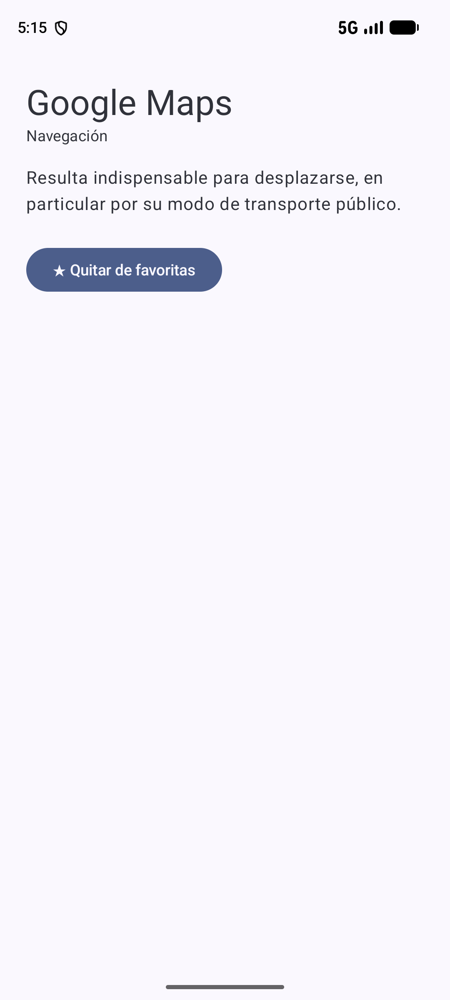 5:15 5G
Google Maps
Navegación
Resulta indispensable para desplazarse, en
particular por su modo de transporte público.
★ Quitar de favoritas